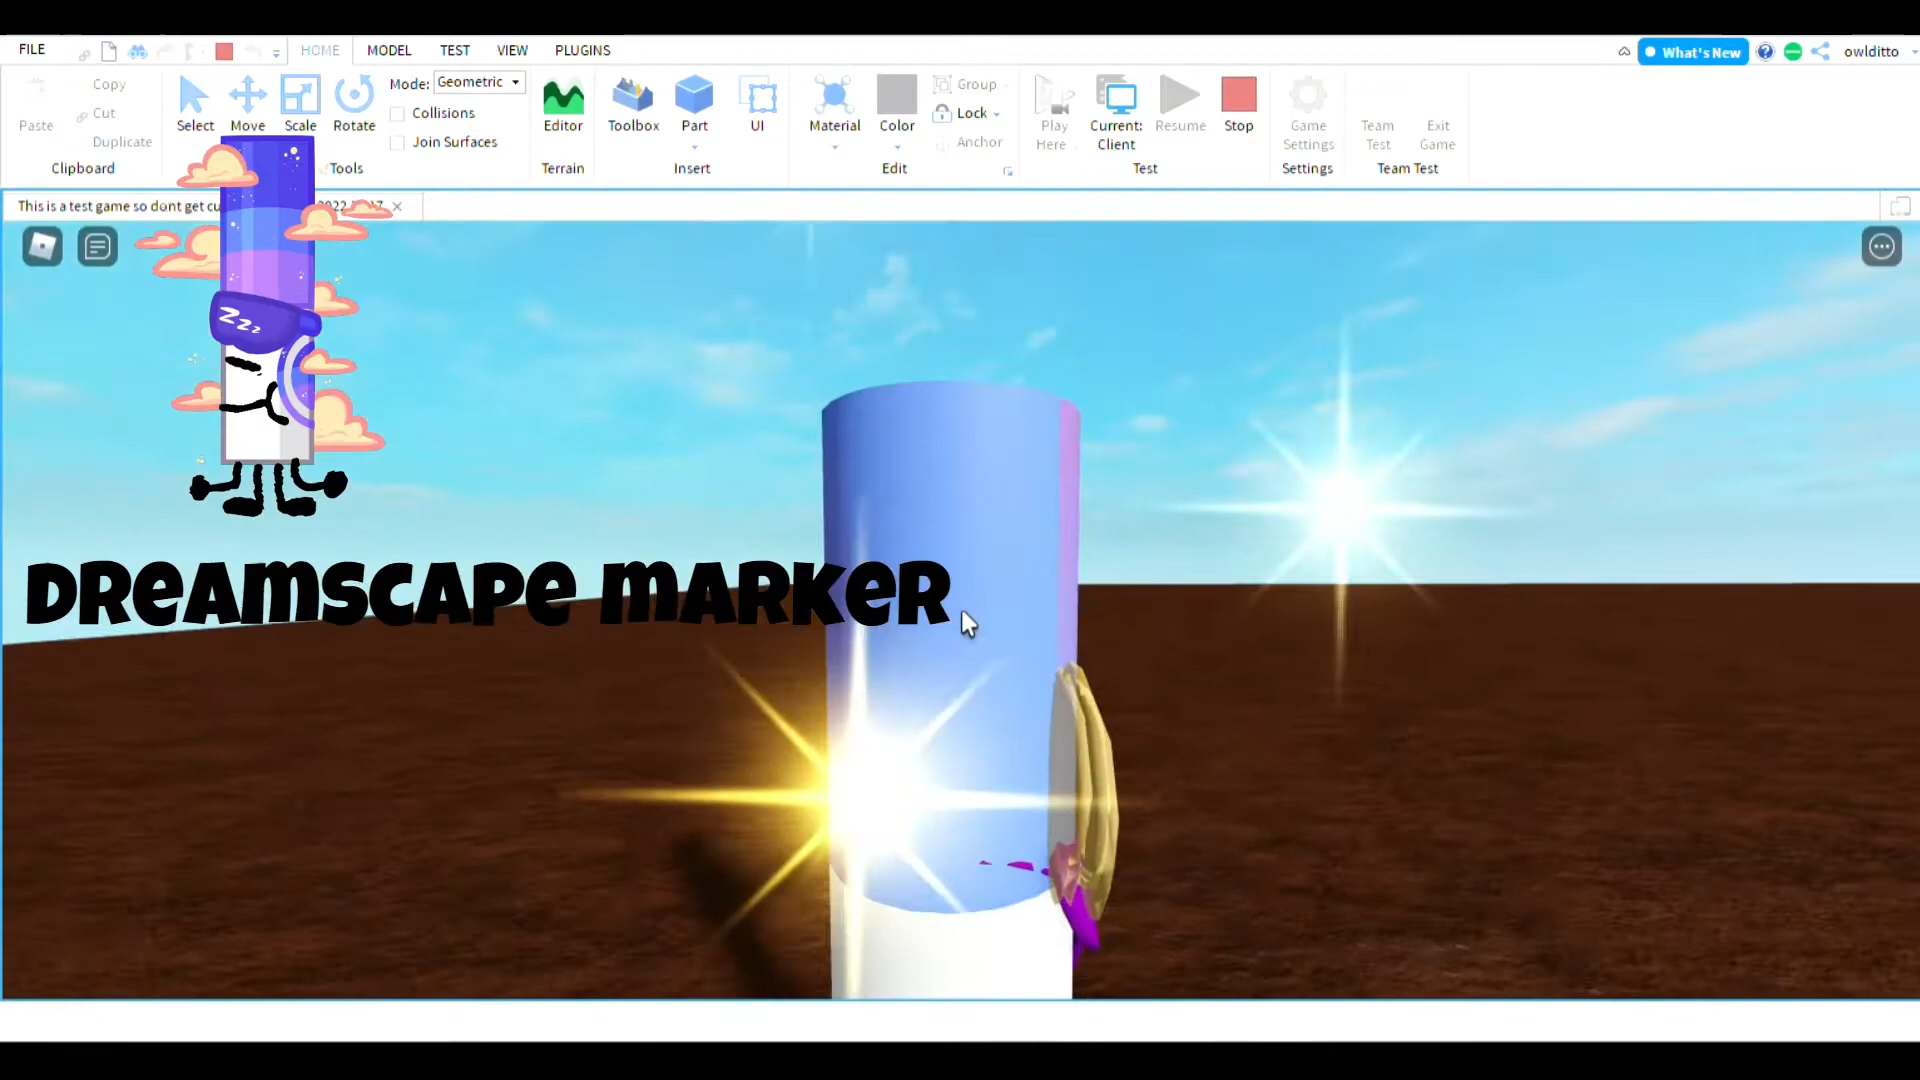 FILE HOME MODEL TEST VIEW PLUGINS What's New owlditto
Paste Copy Cut Duplicate Clipboard
Select Move Scale Rotate Tools
Mode: Geometric
Collisions
Join Surfaces
Editor Terrain
Toolbox Part UI Insert
Material Color Group Lock Anchor Edit
Play Here Current: Client Resume Stop Test
Game Settings Settings
Team Test Exit Game Team Test
This is a test game so dont get
zzz
DREAMSCAPE MARKER